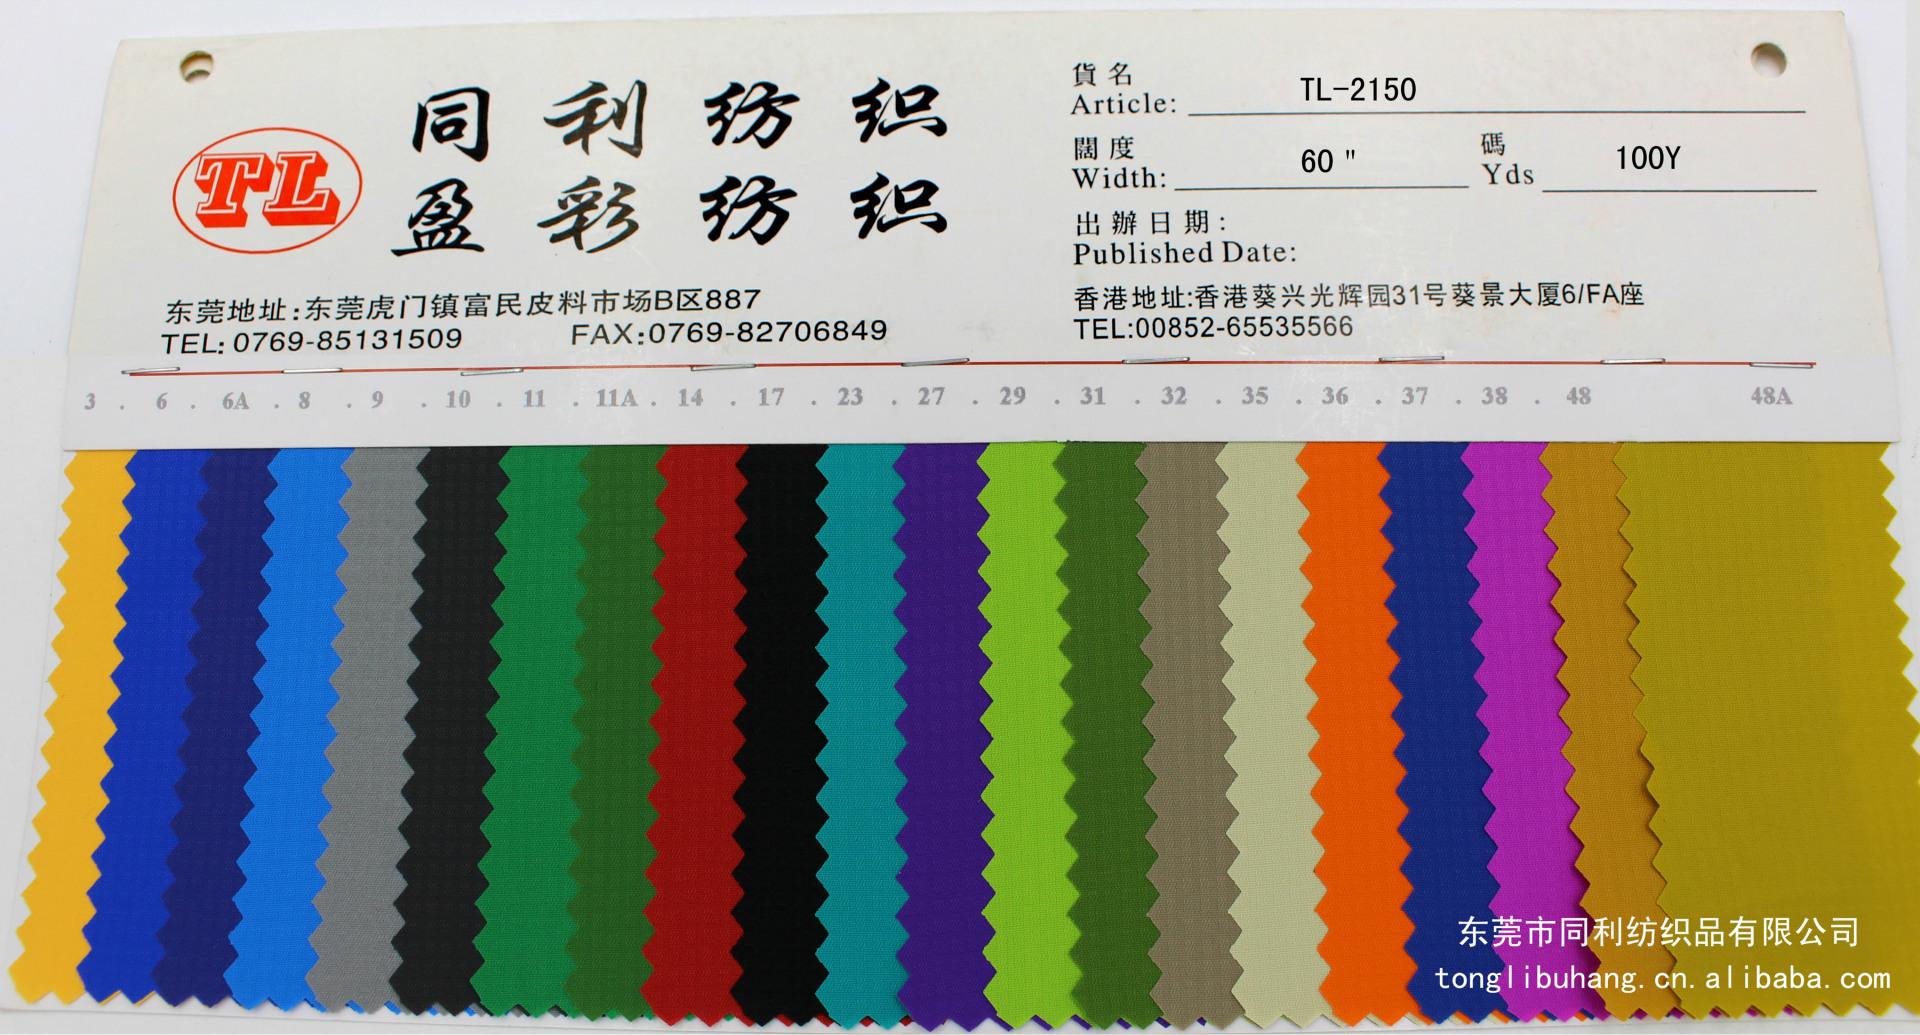 TL
同利纺织
盈彩纺织
东莞地址:东莞虎门镇富民皮料市场B区887
TEL: 0769-85131509 FAX:0769-82706849
貨名
Article: TL-2150
闊度 碼
Width: 60" Yds 100Y
出辦日期:
Published Date:
香港地址:香港葵兴光辉园31号葵景大厦6/FA座
TEL:00852-65535566
3 . 6 . 6A . 8 . 9 . 10 . 11 . 11A . 14 . 17 . 23 . 27 . 29 . 31 . 32 . 35 . 36 . 37 . 38 . 48 48A
东莞市同利纺织品有限公司
tonglibuhang.cn.alibaba.com